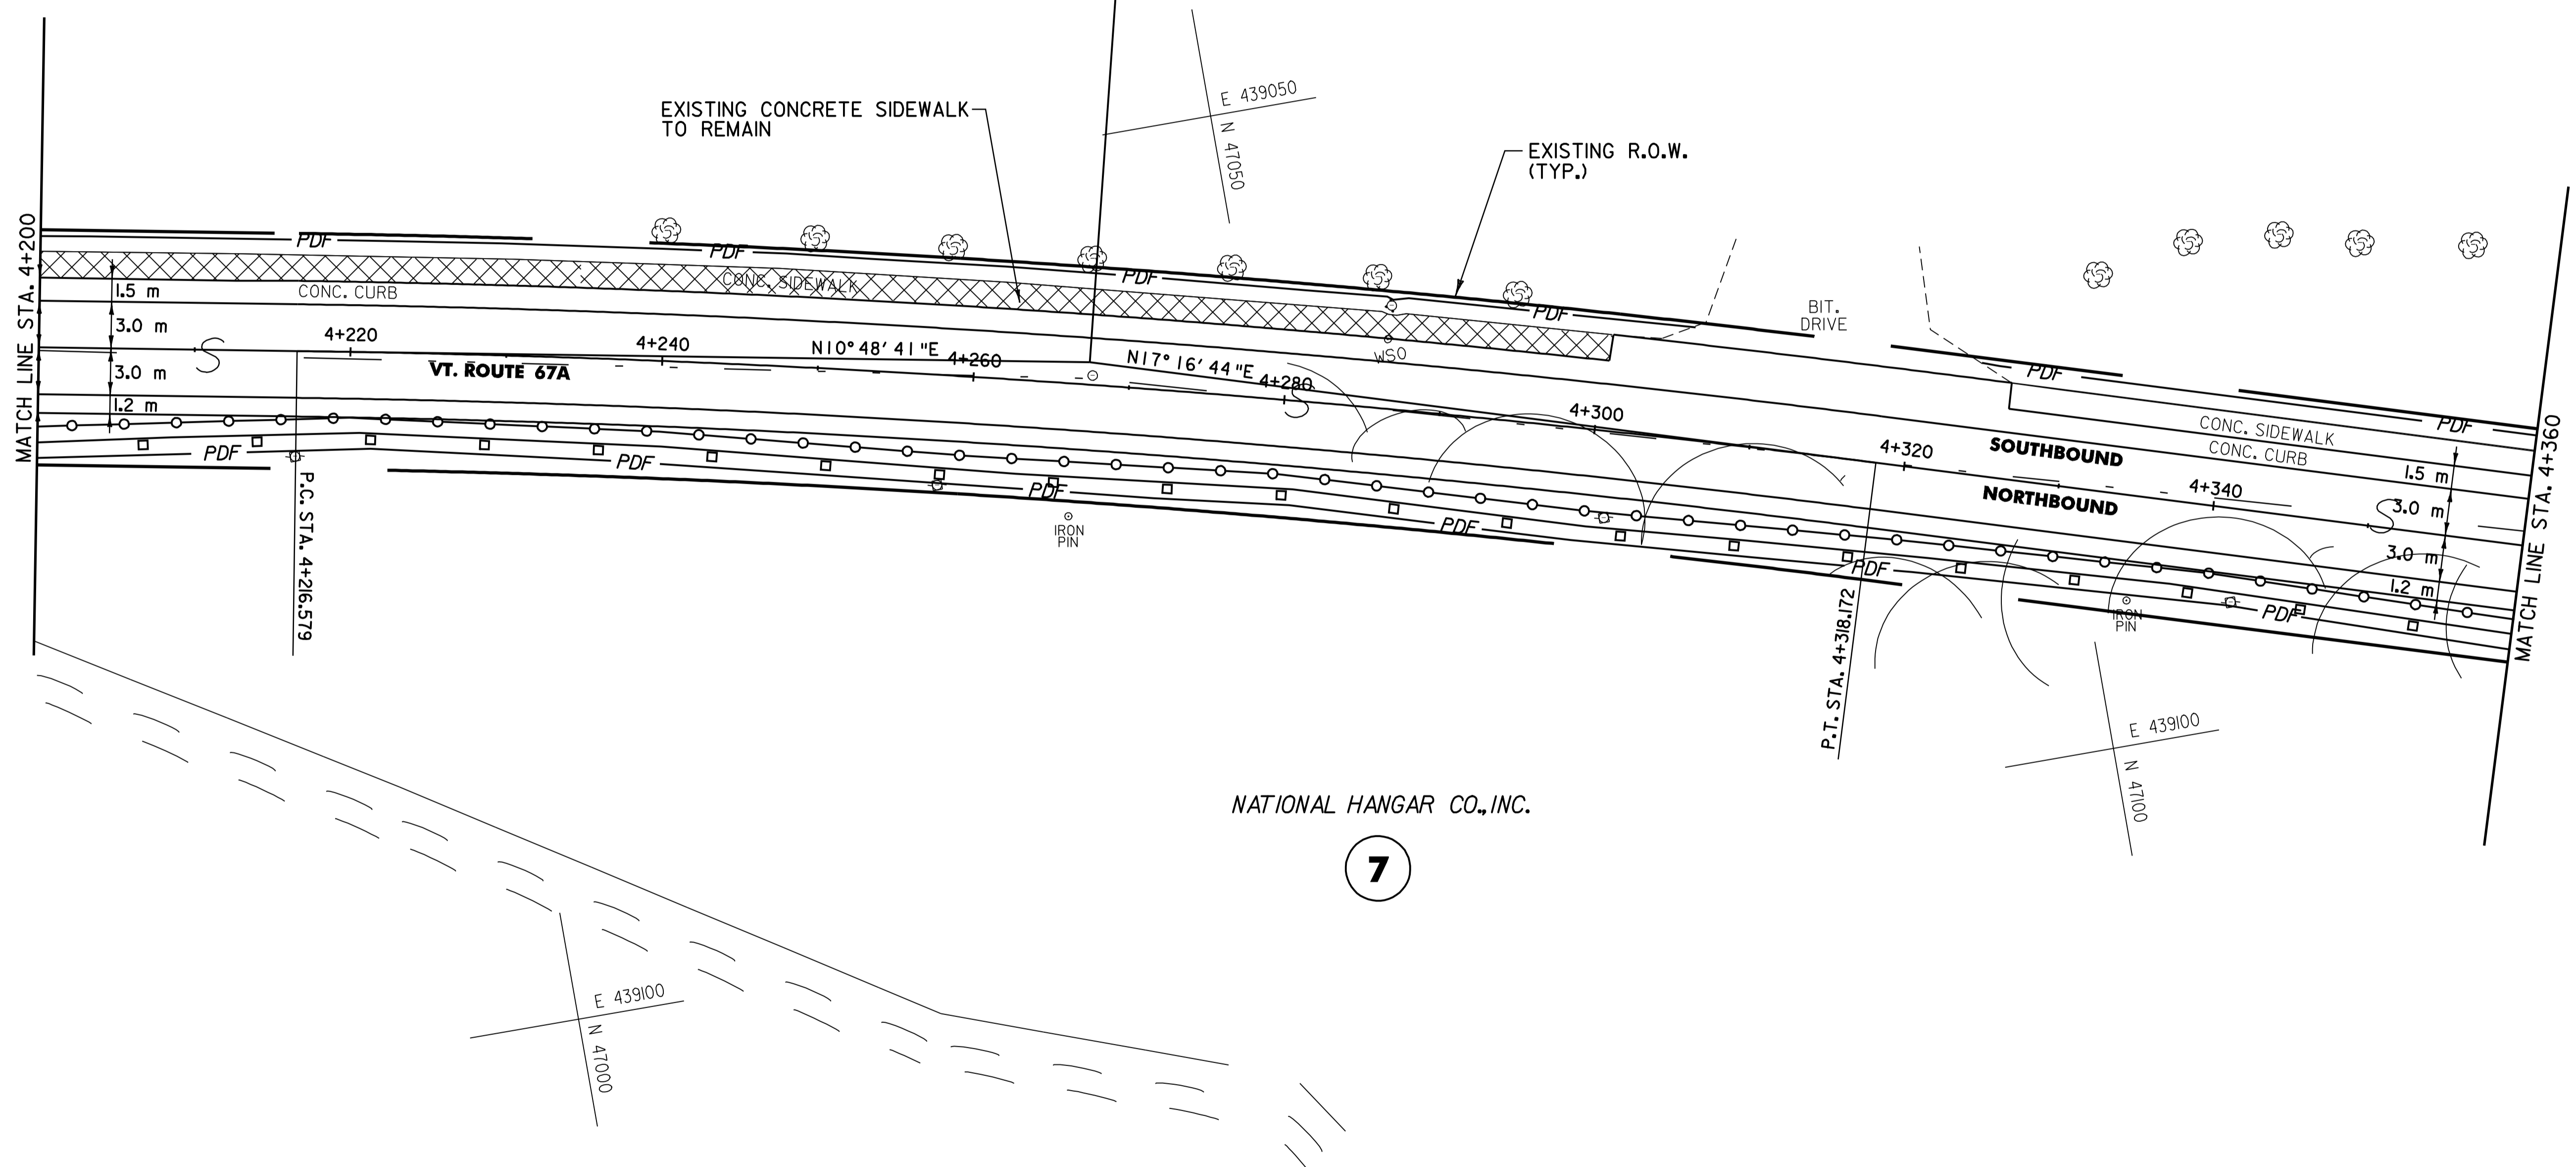 E 439050
N 47050
EXISTING CONCRETE SIDEWALK
TO REMAIN
EXISTING R.O.W.
(TYP.)
MATCH LINE STA. 4+200
PDF
PDF
PDF
PDF
PDF
PDF
CONC. CURB
CONC. SIDEWALK
1.5 m
3.0 m
3.0 m
1.2 m
4+220
4+240
4+260
4+280
4+300
4+320
4+340
VT. ROUTE 67A
N10° 48' 41 "E
N17° 16' 44 "E
WSO
BIT.
DRIVE
SOUTHBOUND
NORTHBOUND
CONC. SIDEWALK
CONC. CURB
1.5 m
3.0 m
3.0 m
1.2 m
MATCH LINE STA. 4+360
PDF
PDF
PDF
PDF
PDF
PDF
P.C. STA. 4+216.579
IRON
PIN
P.T. STA. 4+318.172
IRON
PIN
E 439100
N 47100
NATIONAL HANGAR CO., INC.
7
E 439100
N 47000